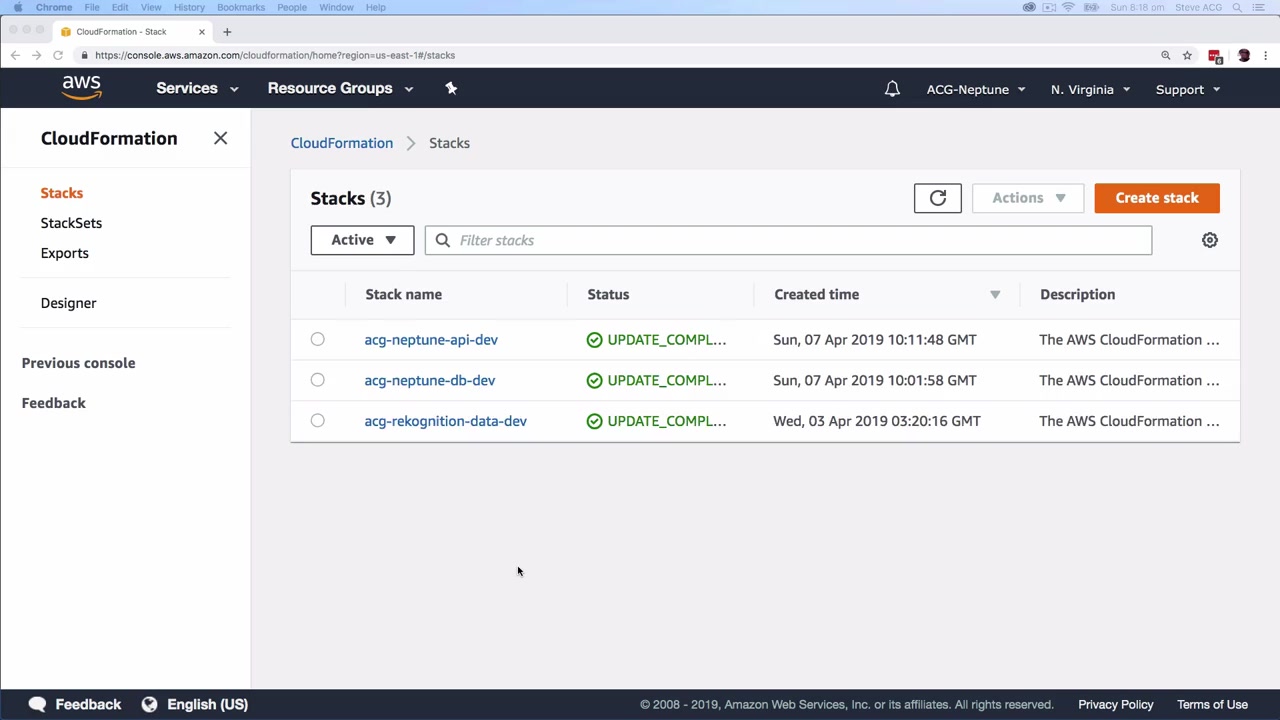 Chrome File Edit View History Bookmarks People Window Help Sun 8:18 pm Steve ACG
CloudFormation - Stack
https://console.aws.amazon.com/cloudformation/home?region=us-east-1#/stacks
aws Services Resource Groups ACG-Neptune N. Virginia Support
CloudFormation
Stacks
StackSets
Exports
Designer
Previous console
Feedback
CloudFormation Stacks
Stacks (3) Actions Create stack
Active Filter stacks
Stack name Status Created time Description
acg-neptune-api-dev UPDATE_COMPL... Sun, 07 Apr 2019 10:11:48 GMT The AWS CloudFormation ...
acg-neptune-db-dev UPDATE_COMPL... Sun, 07 Apr 2019 10:01:58 GMT The AWS CloudFormation ...
acg-rekognition-data-dev UPDATE_COMPL... Wed, 03 Apr 2019 03:20:16 GMT The AWS CloudFormation ...
Feedback English (US) © 2008 - 2019, Amazon Web Services, Inc. or its affiliates. All rights reserved. Privacy Policy Terms of Use